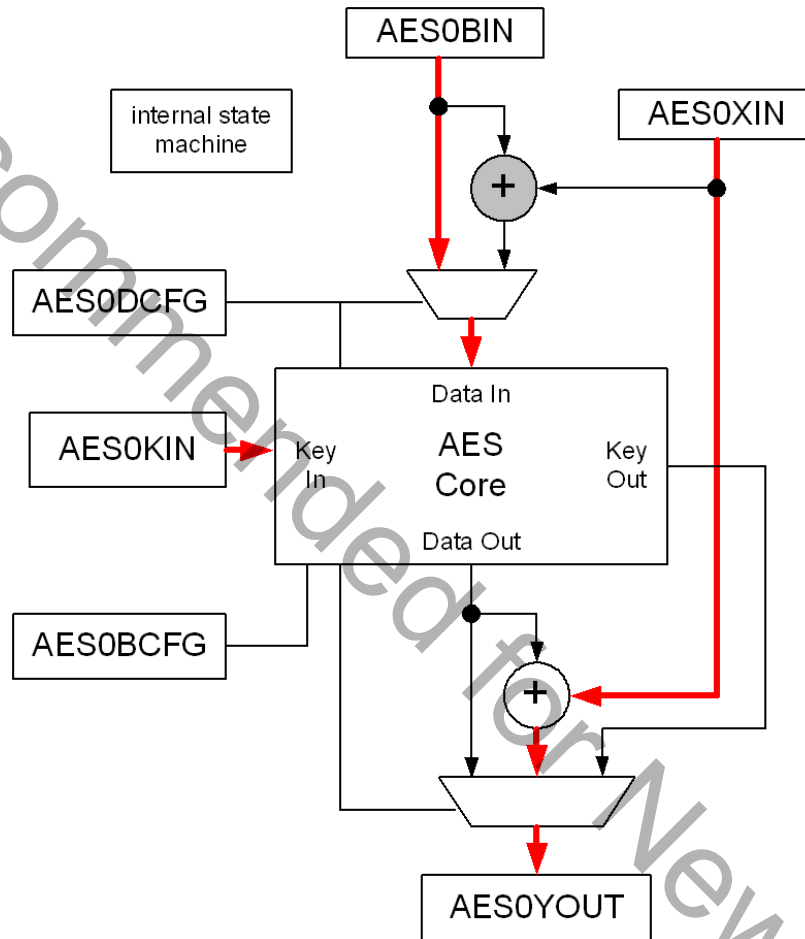 AES0BIN
internal state
machine
AES0XIN
+
AES0DCFG
Data In
AES0KIN
Key
In
AES
Core
Key
Out
Data Out
AES0BCFG
+
AES0YOUT
commended for New